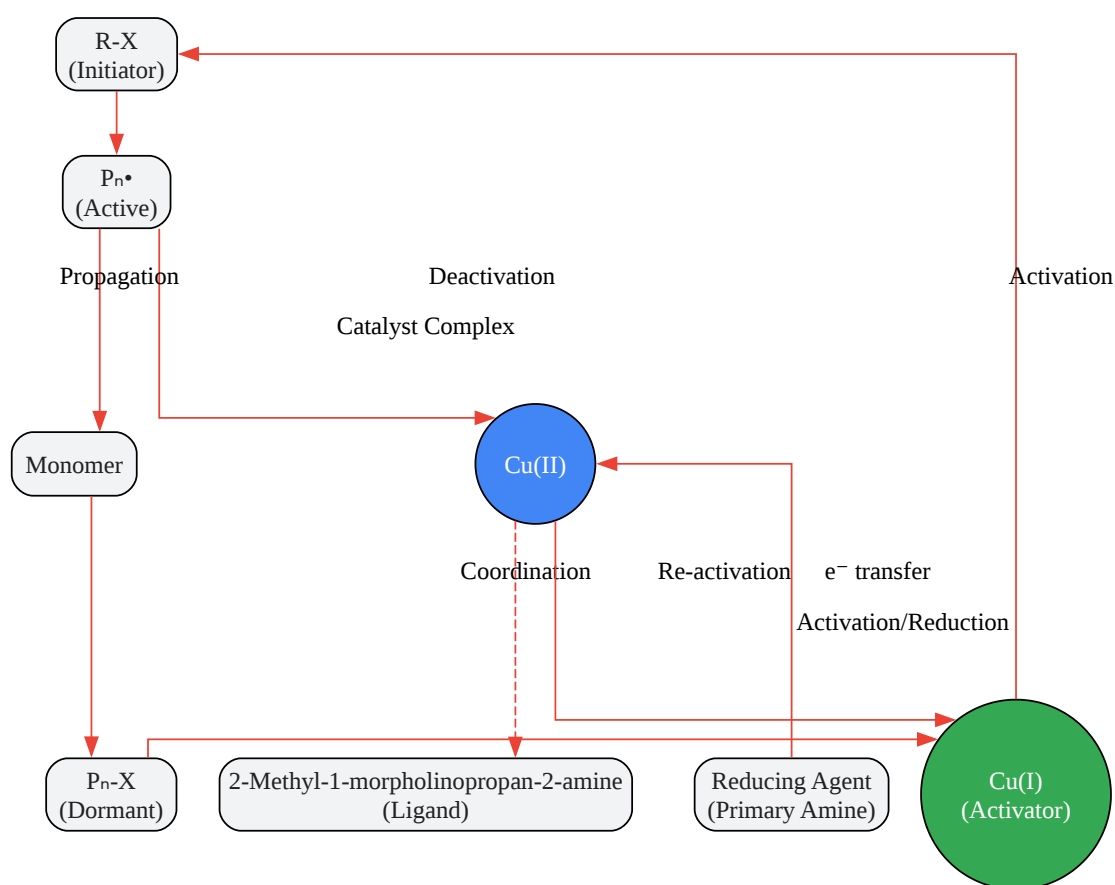 R-X
(Initiator)
Pₙ•
(Active)
Propagation
Deactivation
Activation
Catalyst Complex
Monomer
Cu(II)
Coordination
Re-activation
e⁻ transfer
Activation/Reduction
Pₙ-X
(Dormant)
2-Methyl-1-morpholinopropan-2-amine
(Ligand)
Reducing Agent
(Primary Amine)
Cu(I)
(Activator)